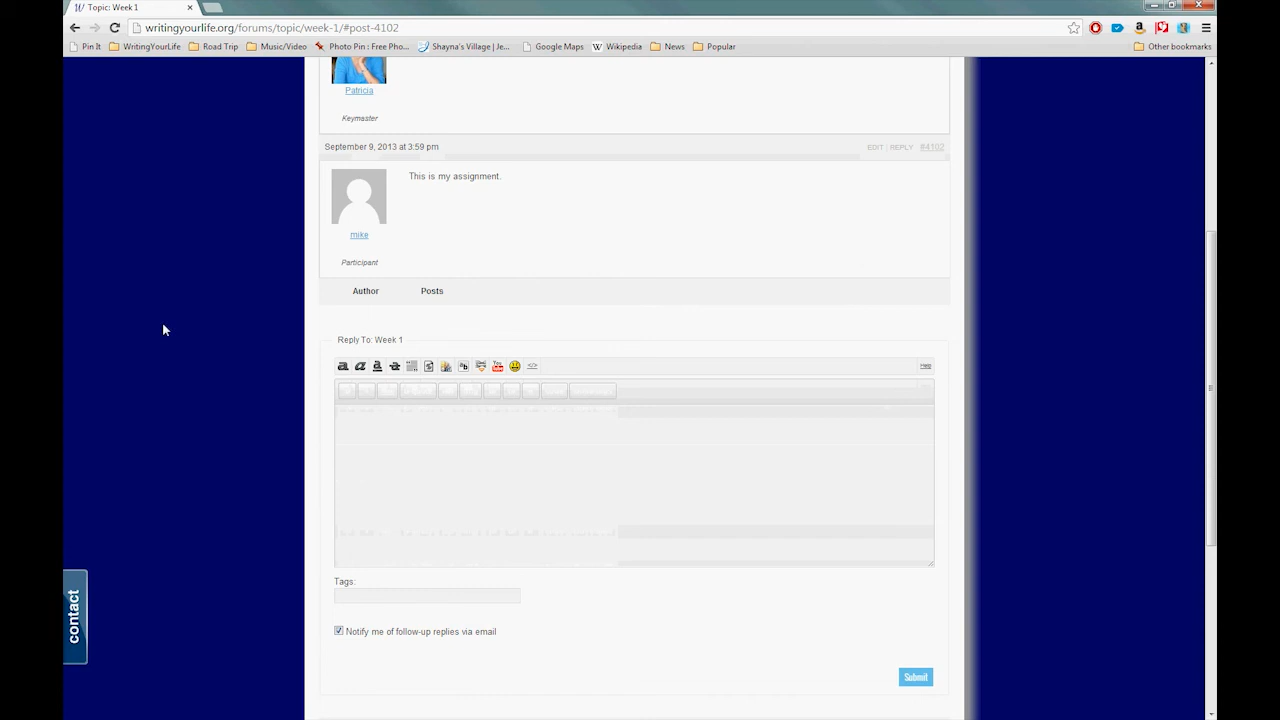 Topic: Week 1
writingyourlife.org/forums/topic/week-1/#post-4102
Pin It WritingYourLife Road Trip Music/Video Photo Pin : Free Pho... Shayna's Village | Je... Google Maps Wikipedia News Popular Other bookmarks
Patricia
Keymaster
September 9, 2013 at 3:59 pm EDIT | REPLY #4102
This is my assignment.
mike
Participant
Author Posts
Reply To: Week 1
Tags:
Notify me of follow-up replies via email
contact
Submit